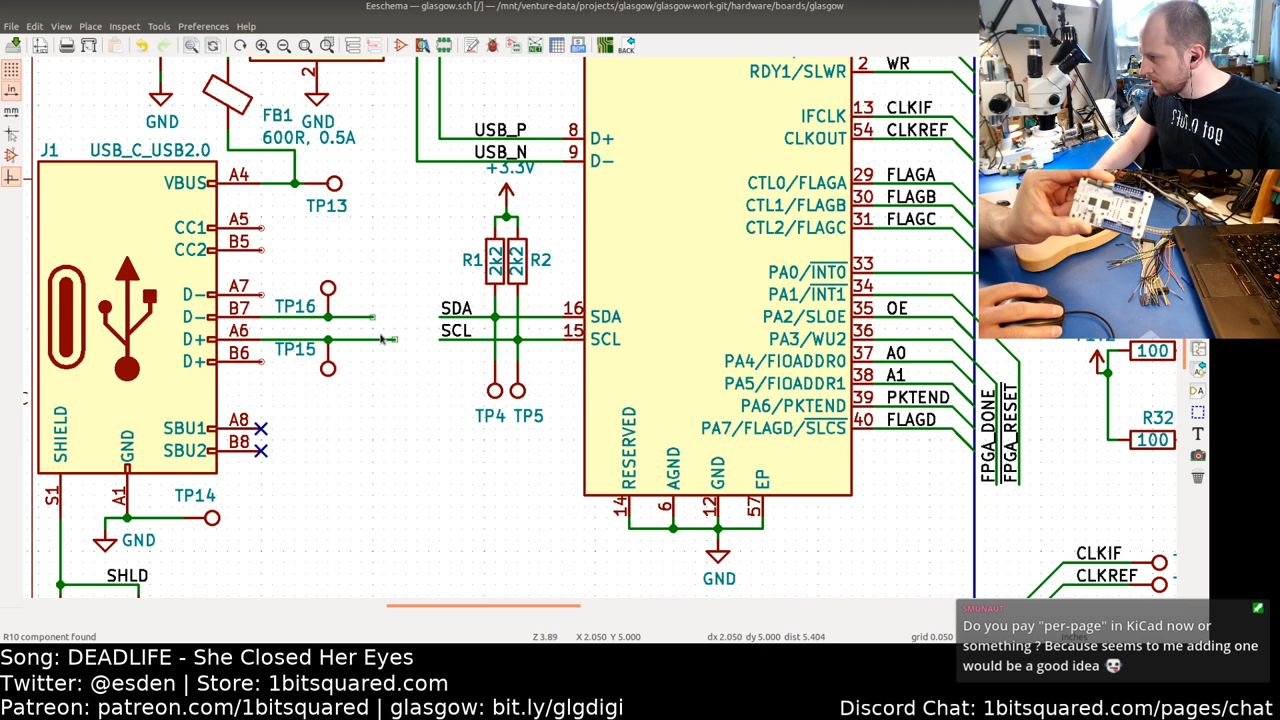 Eeschema — glasgow.sch [/] — /mnt/venture-data/projects/glasgow/glasgow-work-git/hardware/boards/glasgow
File Edit View Place Inspect Tools Preferences Help
BACK
in
mm
2
GND
GND
FB1
600R, 0.5A
J1
USB_C_USB2.0
VBUS
A4
TP13
CC1
A5
CC2
B5
D-
A7
D-
B7
D+
A6
D+
B6
TP16
TP15
SBU1
A8
SBU2
B8
SHIELD
GND
S1
A1
TP14
GND
SHLD
USB_P
8
D+
USB_N
9
D-
+3.3V
R1
2K2
2K2
R2
SDA
16
SDA
SCL
15
SCL
TP4
TP5
RDY1/SLWR
2
WR
IFCLK
13
CLKIF
CLKOUT
54
CLKREF
CTL0/FLAGA
29
FLAGA
CTL1/FLAGB
30
FLAGB
CTL2/FLAGC
31
FLAGC
PA0/INT0
33
PA1/INT1
34
PA2/SLOE
35
OE
PA3/WU2
36
PA4/FIOADDR0
37
A0
PA5/FIOADDR1
38
A1
PA6/PKTEND
39
PKTEND
PA7/FLAGD/SLCS
40
FLAGD
RESERVED
AGND
GND
EP
14
6
12
57
GND
FPGA_DONE
FPGA_RESET
100
R32
100
CLKIF
CLKREF
R10 component found
Z 3.89
X 2.050 Y 5.000
dx 2.050 dy 5.000 dist 5.404
grid 0.050
SMUNAUT
Do you pay "per-page" in KiCad now or
something ? Because seems to me adding one
would be a good idea
Song: DEADLIFE - She Closed Her Eyes
Twitter: @esden | Store: 1bitsquared.com
Patreon: patreon.com/1bitsquared | glasgow: bit.ly/glgdigi
Discord Chat: 1bitsquared.com/pages/chat